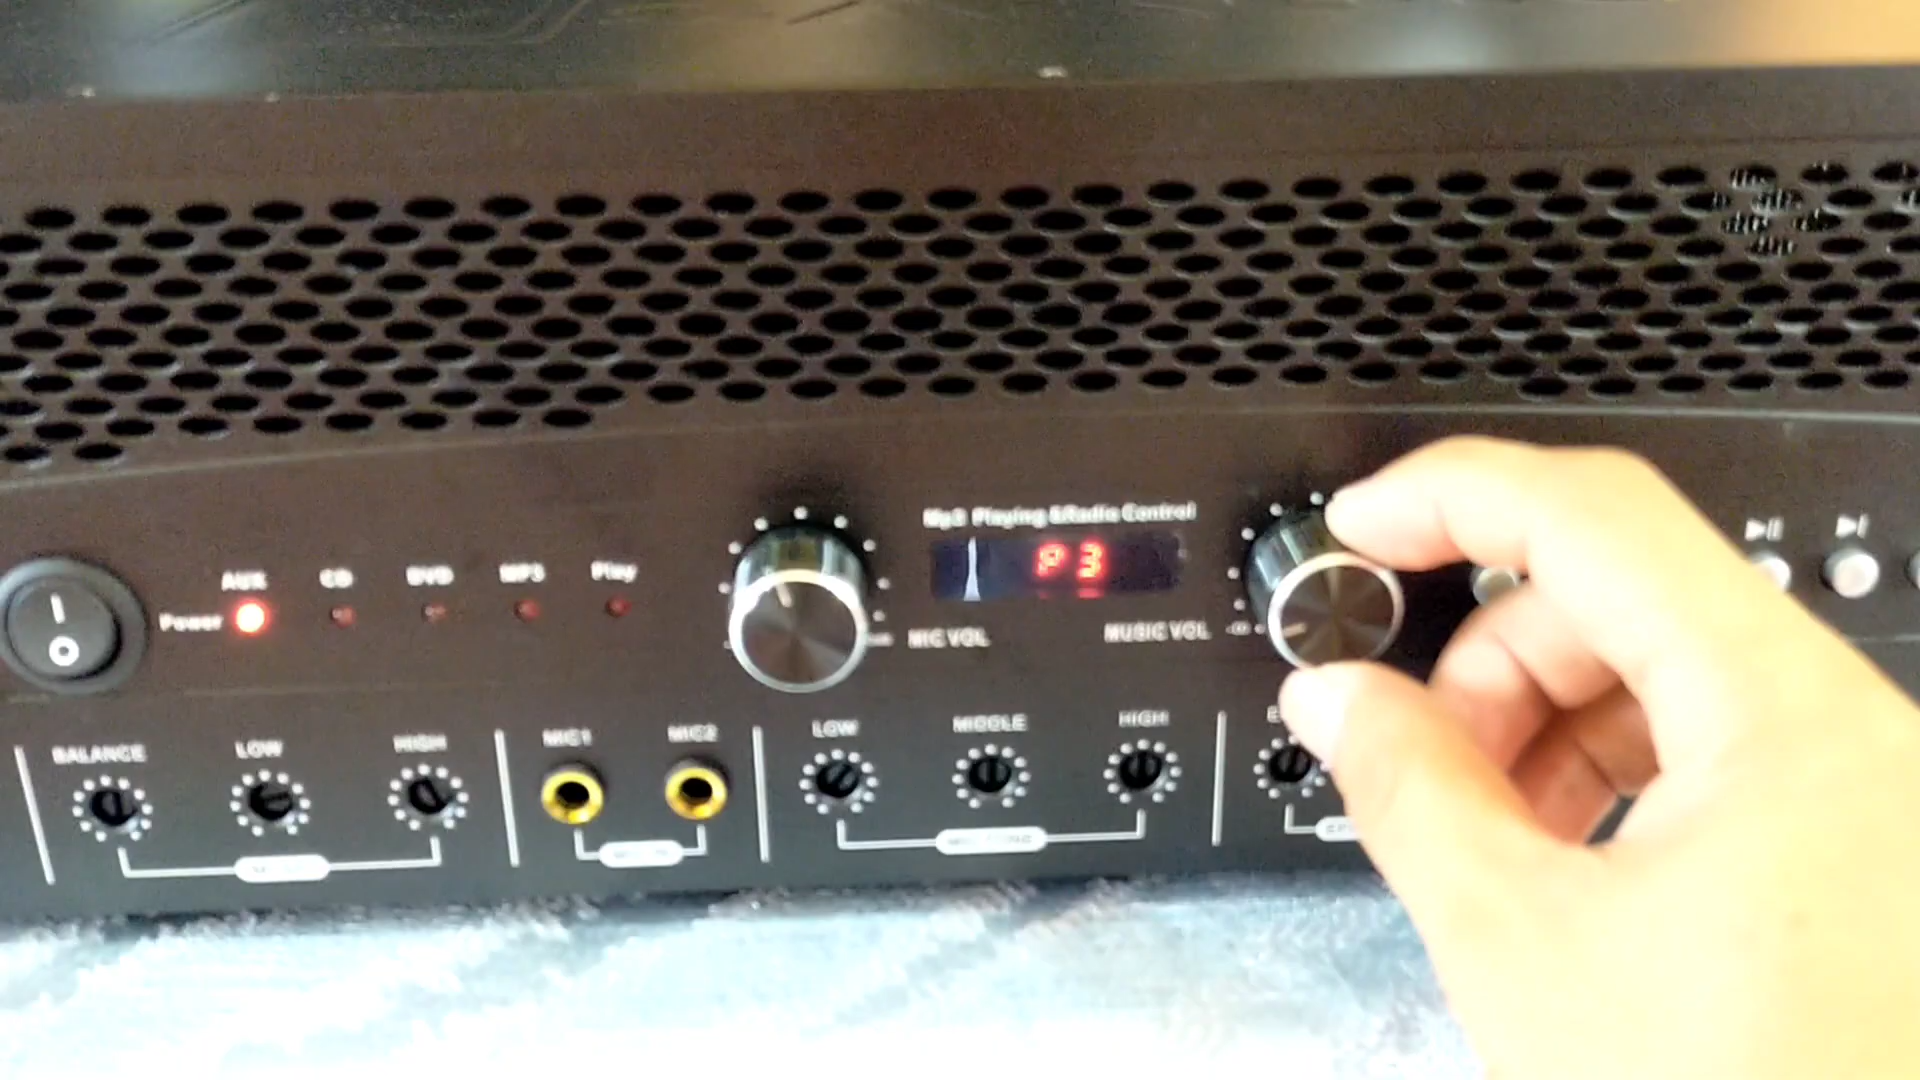 Mp3 Playing &Radio Control
P3
AUX
CD
DVD
MP3
Play
Power
MIC VOL
MUSIC VOL
BALANCE
LOW
HIGH
MIC1
MIC2
LOW
MIDDLE
HIGH